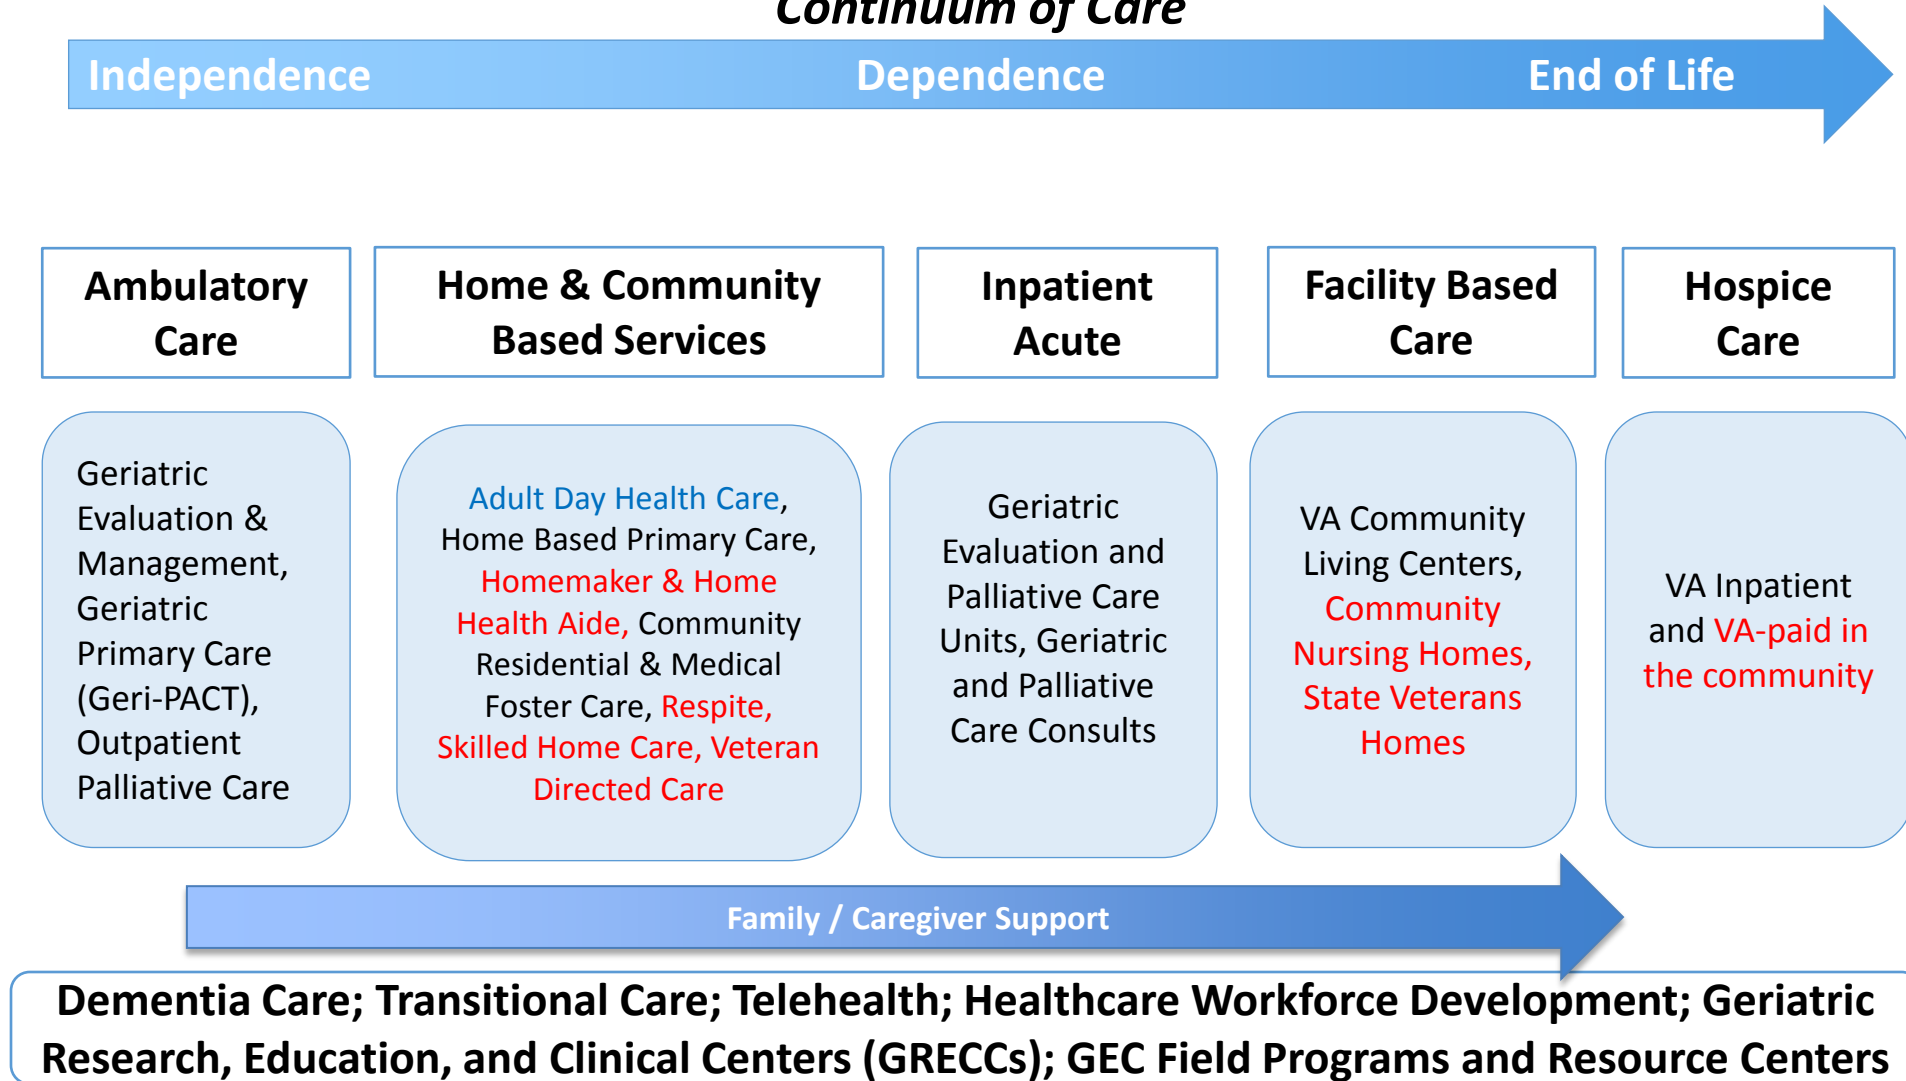 Continuum of Care
Independence
Dependence
End of Life
Ambulatory
Care
Home & Community
Based Services
Inpatient
Acute
Facility Based
Care
Hospice
Care
Geriatric
Evaluation &
Management,
Geriatric
Primary Care
(Geri-PACT),
Outpatient
Palliative Care
Adult Day Health Care,
Home Based Primary Care,
Homemaker & Home
Health Aide, Community
Residential & Medical
Foster Care, Respite,
Skilled Home Care, Veteran
Directed Care
Geriatric
Evaluation and
Palliative Care
Units, Geriatric
and Palliative
Care Consults
VA Community
Living Centers,
Community
Nursing Homes,
State Veterans
Homes
VA Inpatient
and VA-paid in
the community
Family / Caregiver Support
Dementia Care; Transitional Care; Telehealth; Healthcare Workforce Development; Geriatric
Research, Education, and Clinical Centers (GRECCs); GEC Field Programs and Resource Centers